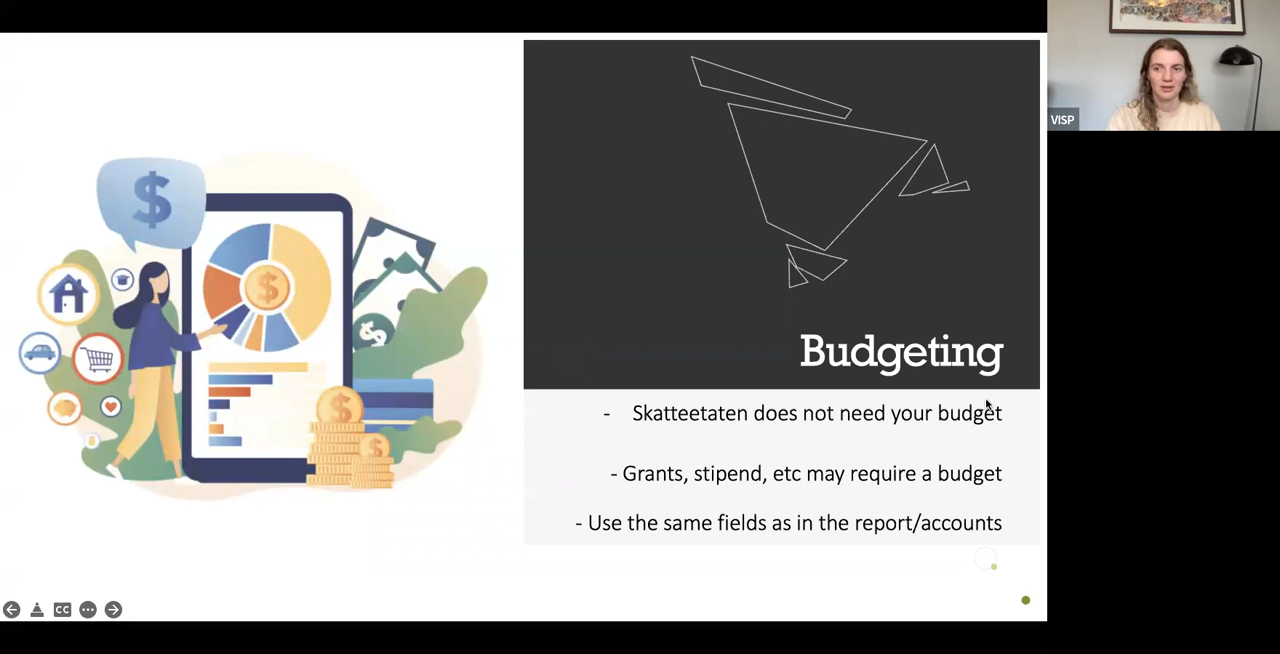 VISP
$
$
$
$
$
$
Budgeting
- Skatteetaten does not need your budget
- Grants, stipend, etc may require a budget
- Use the same fields as in the report/accounts
CC